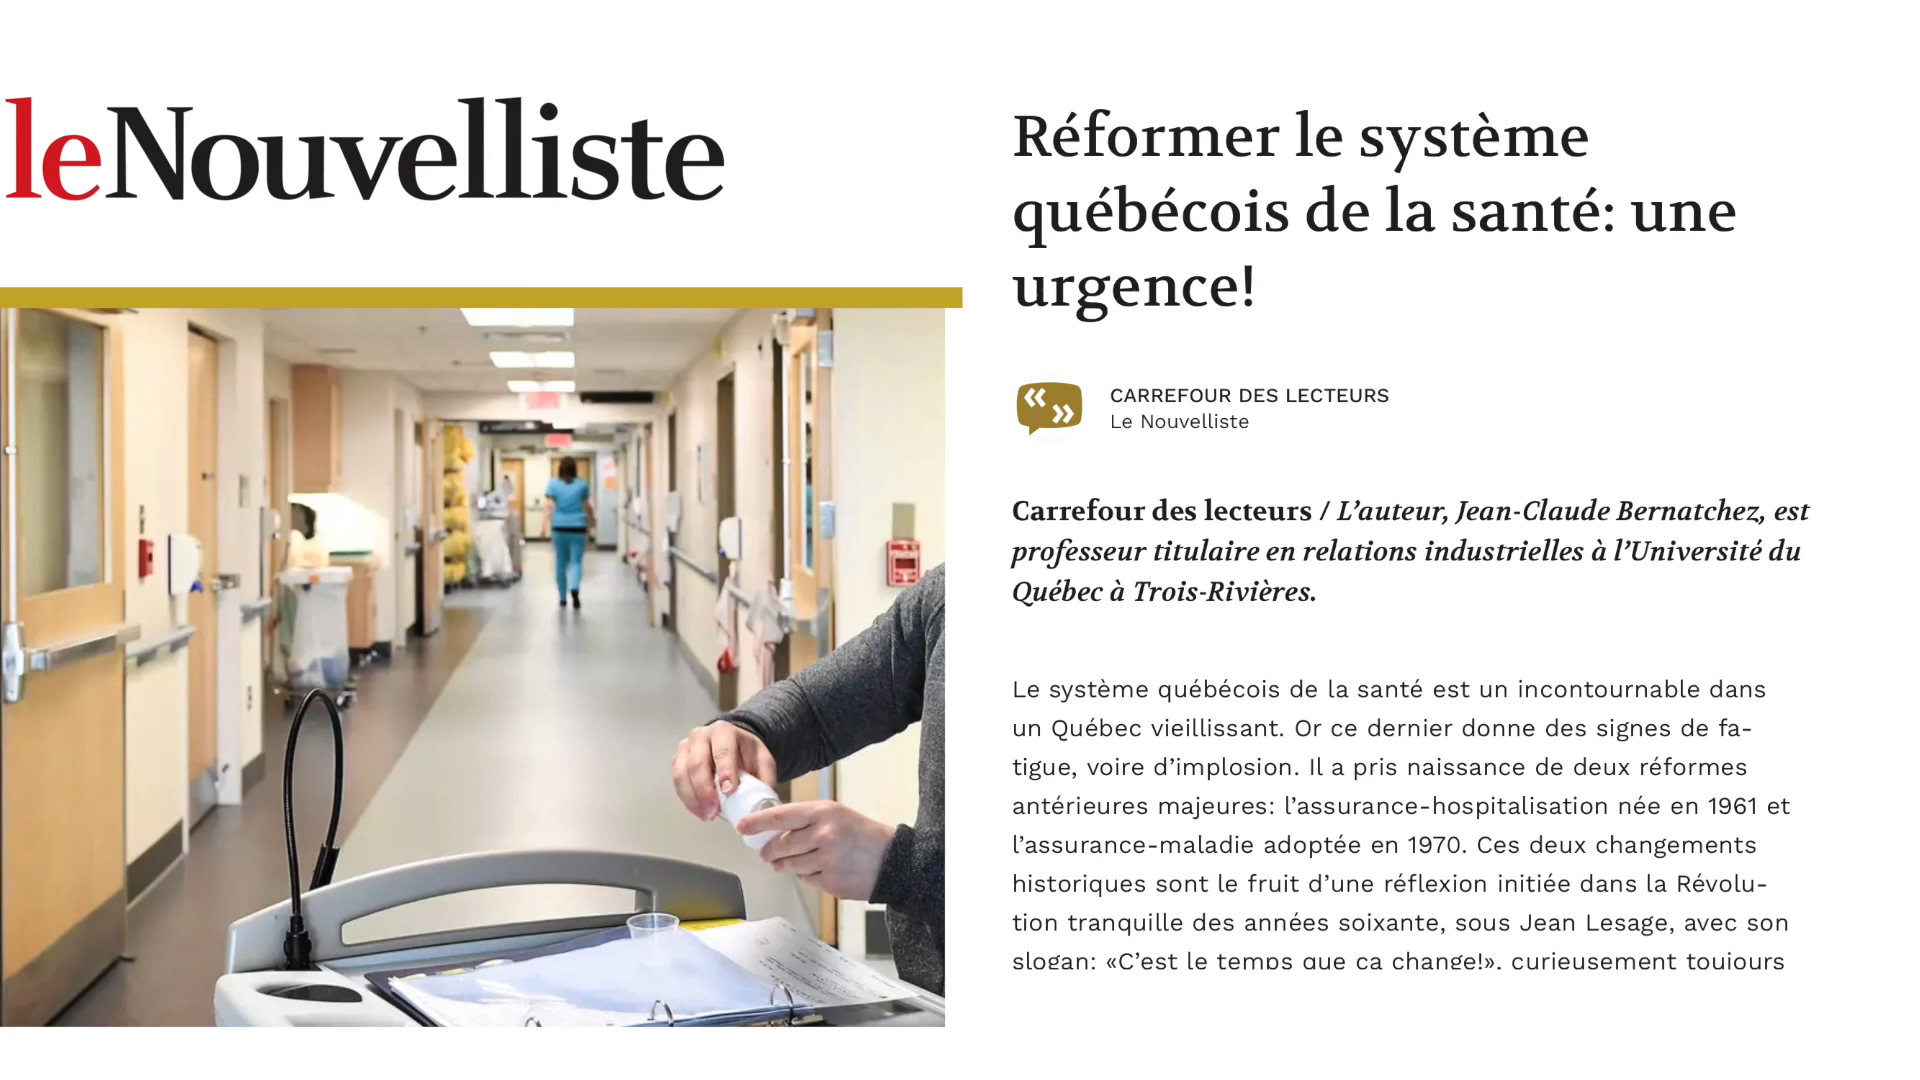 leNouvelliste
Réformer le système
québécois de la santé: une
urgence!
CARREFOUR DES LECTEURS
Le Nouvelliste
Carrefour des lecteurs / L’auteur, Jean-Claude Bernatchez, est
professeur titulaire en relations industrielles à l’Université du
Québec à Trois-Rivières.
Le système québécois de la santé est un incontournable dans
un Québec vieillissant. Or ce dernier donne des signes de fa-
tigue, voire d’implosion. Il a pris naissance de deux réformes
antérieures majeures: l’assurance-hospitalisation née en 1961 et
l’assurance-maladie adoptée en 1970. Ces deux changements
historiques sont le fruit d’une réflexion initiée dans la Révolu-
tion tranquille des années soixante, sous Jean Lesage, avec son
slogan: «C’est le temps que ça change!», curieusement toujours